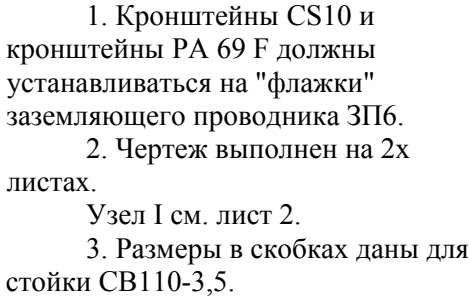 1. Кронштейны CS10 и
кронштейны PA 69 F должны
устанавливаться на "флажки"
заземляющего проводника ЗП6.
2. Чертеж выполнен на 2х
листах.
Узел I см. лист 2.
3. Размеры в скобках даны для
стойки СВ110-3,5.